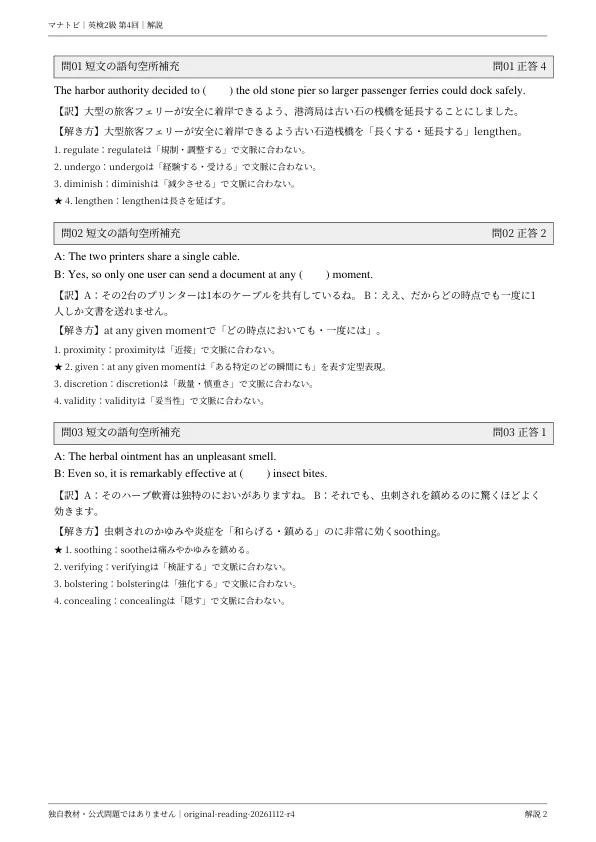 マナトビ｜英検2級 第4回｜解説
問01 短文の語句空所補充 問01 正答 4
The harbor authority decided to (  ) the old stone pier so larger passenger ferries could dock safely.
【訳】大型の旅客フェリーが安全に着岸できるよう、港湾局は古い石の桟橋を延長することにしました。
【解き方】大型旅客フェリーが安全に着岸できるよう古い石造桟橋を「長くする・延長する」lengthen。
1. regulate：regulateは「規制・調整する」で文脈に合わない。
2. undergo：undergoは「経験する・受ける」で文脈に合わない。
3. diminish：diminishは「減少させる」で文脈に合わない。
★ 4. lengthen：lengthenは長さを延ばす。
問02 短文の語句空所補充 問02 正答 2
A: The two printers share a single cable.
B: Yes, so only one user can send a document at any (  ) moment.
【訳】A：その2台のプリンターは1本のケーブルを共有しているね。 B：ええ、だからどの時点でも一度に1
人しか文書を送れません。
【解き方】at any given momentで「どの時点においても・一度には」。
1. proximity：proximityは「近接」で文脈に合わない。
★ 2. given：at any given momentは「ある特定のどの瞬間にも」を表す定型表現。
3. discretion：discretionは「裁量・慎重さ」で文脈に合わない。
4. validity：validityは「妥当性」で文脈に合わない。
問03 短文の語句空所補充 問03 正答 1
A: The herbal ointment has an unpleasant smell.
B: Even so, it is remarkably effective at (  ) insect bites.
【訳】A：そのハーブ軟膏は独特のにおいがありますね。 B：それでも、虫刺されを鎮めるのに驚くほどよく
効きます。
【解き方】虫刺されのかゆみや炎症を「和らげる・鎮める」のに非常に効くsoothing。
★ 1. soothing：sootheは痛みやかゆみを鎮める。
2. verifying：verifyingは「検証する」で文脈に合わない。
3. bolstering：bolsteringは「強化する」で文脈に合わない。
4. concealing：concealingは「隠す」で文脈に合わない。
独自教材・公式問題ではありません｜original-reading-20261112-r4 解説 2